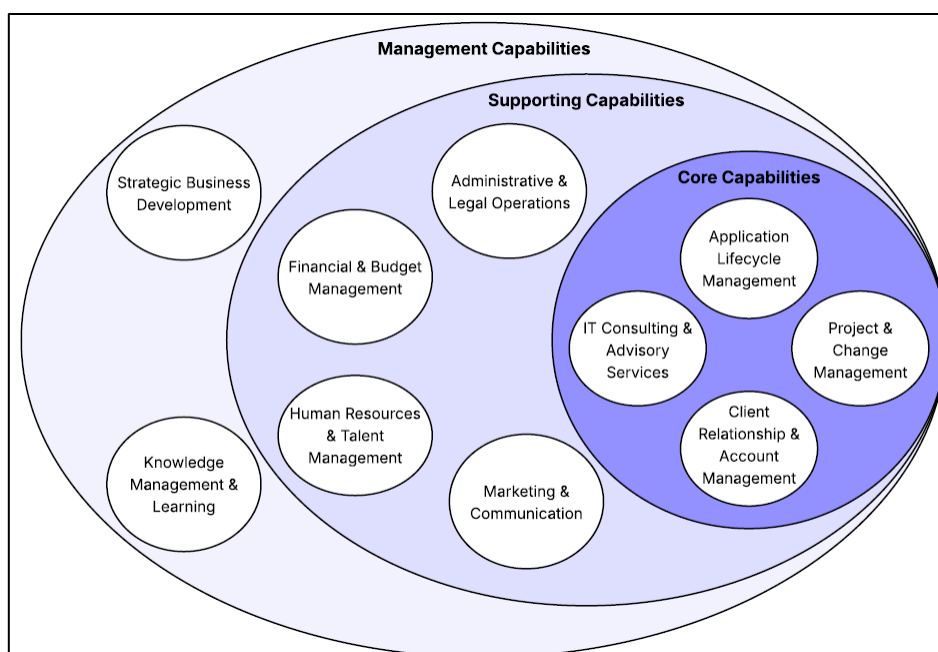 Management Capabilities
Supporting Capabilities
Core Capabilities
Strategic Business
Development
Administrative &
Legal Operations
Application
Lifecycle
Management
Financial & Budget
Management
IT Consulting &
Advisory
Services
Project &
Change
Management
Human Resources
& Talent
Management
Client
Relationship &
Account
Management
Knowledge
Management &
Learning
Marketing &
Communication